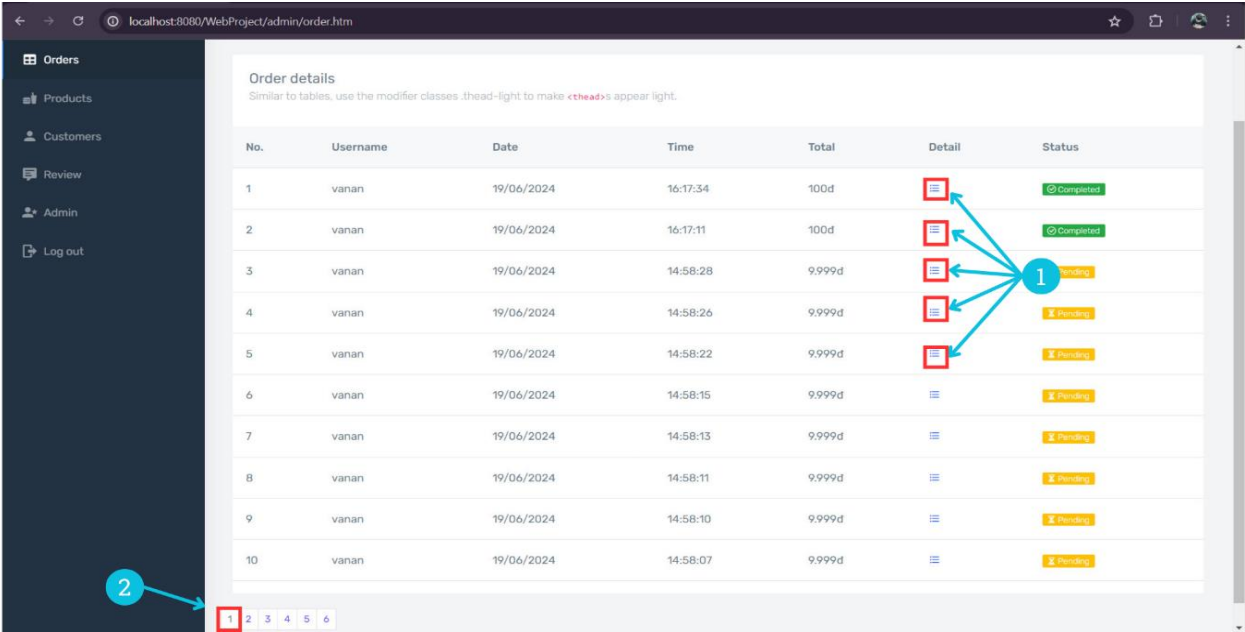 localhost:8080/WebProject/admin/order.htm
Orders
Products
Customers
Review
Admin
Log out
Order details
Similar to tables, use the modifier classes .thead-light to make <thead>s appear light.
No. Username Date Time Total Detail Status
1 vanan 19/06/2024 16:17:34 100đ Completed
2 vanan 19/06/2024 16:17:11 100đ Completed
3 vanan 19/06/2024 14:58:28 9.999đ Pending
1
4 vanan 19/06/2024 14:58:26 9.999đ Pending
5 vanan 19/06/2024 14:58:22 9.999đ Pending
6 vanan 19/06/2024 14:58:15 9.999đ Pending
7 vanan 19/06/2024 14:58:13 9.999đ Pending
8 vanan 19/06/2024 14:58:11 9.999đ Pending
9 vanan 19/06/2024 14:58:10 9.999đ Pending
10 vanan 19/06/2024 14:58:07 9.999đ Pending
2
1 2 3 4 5 6